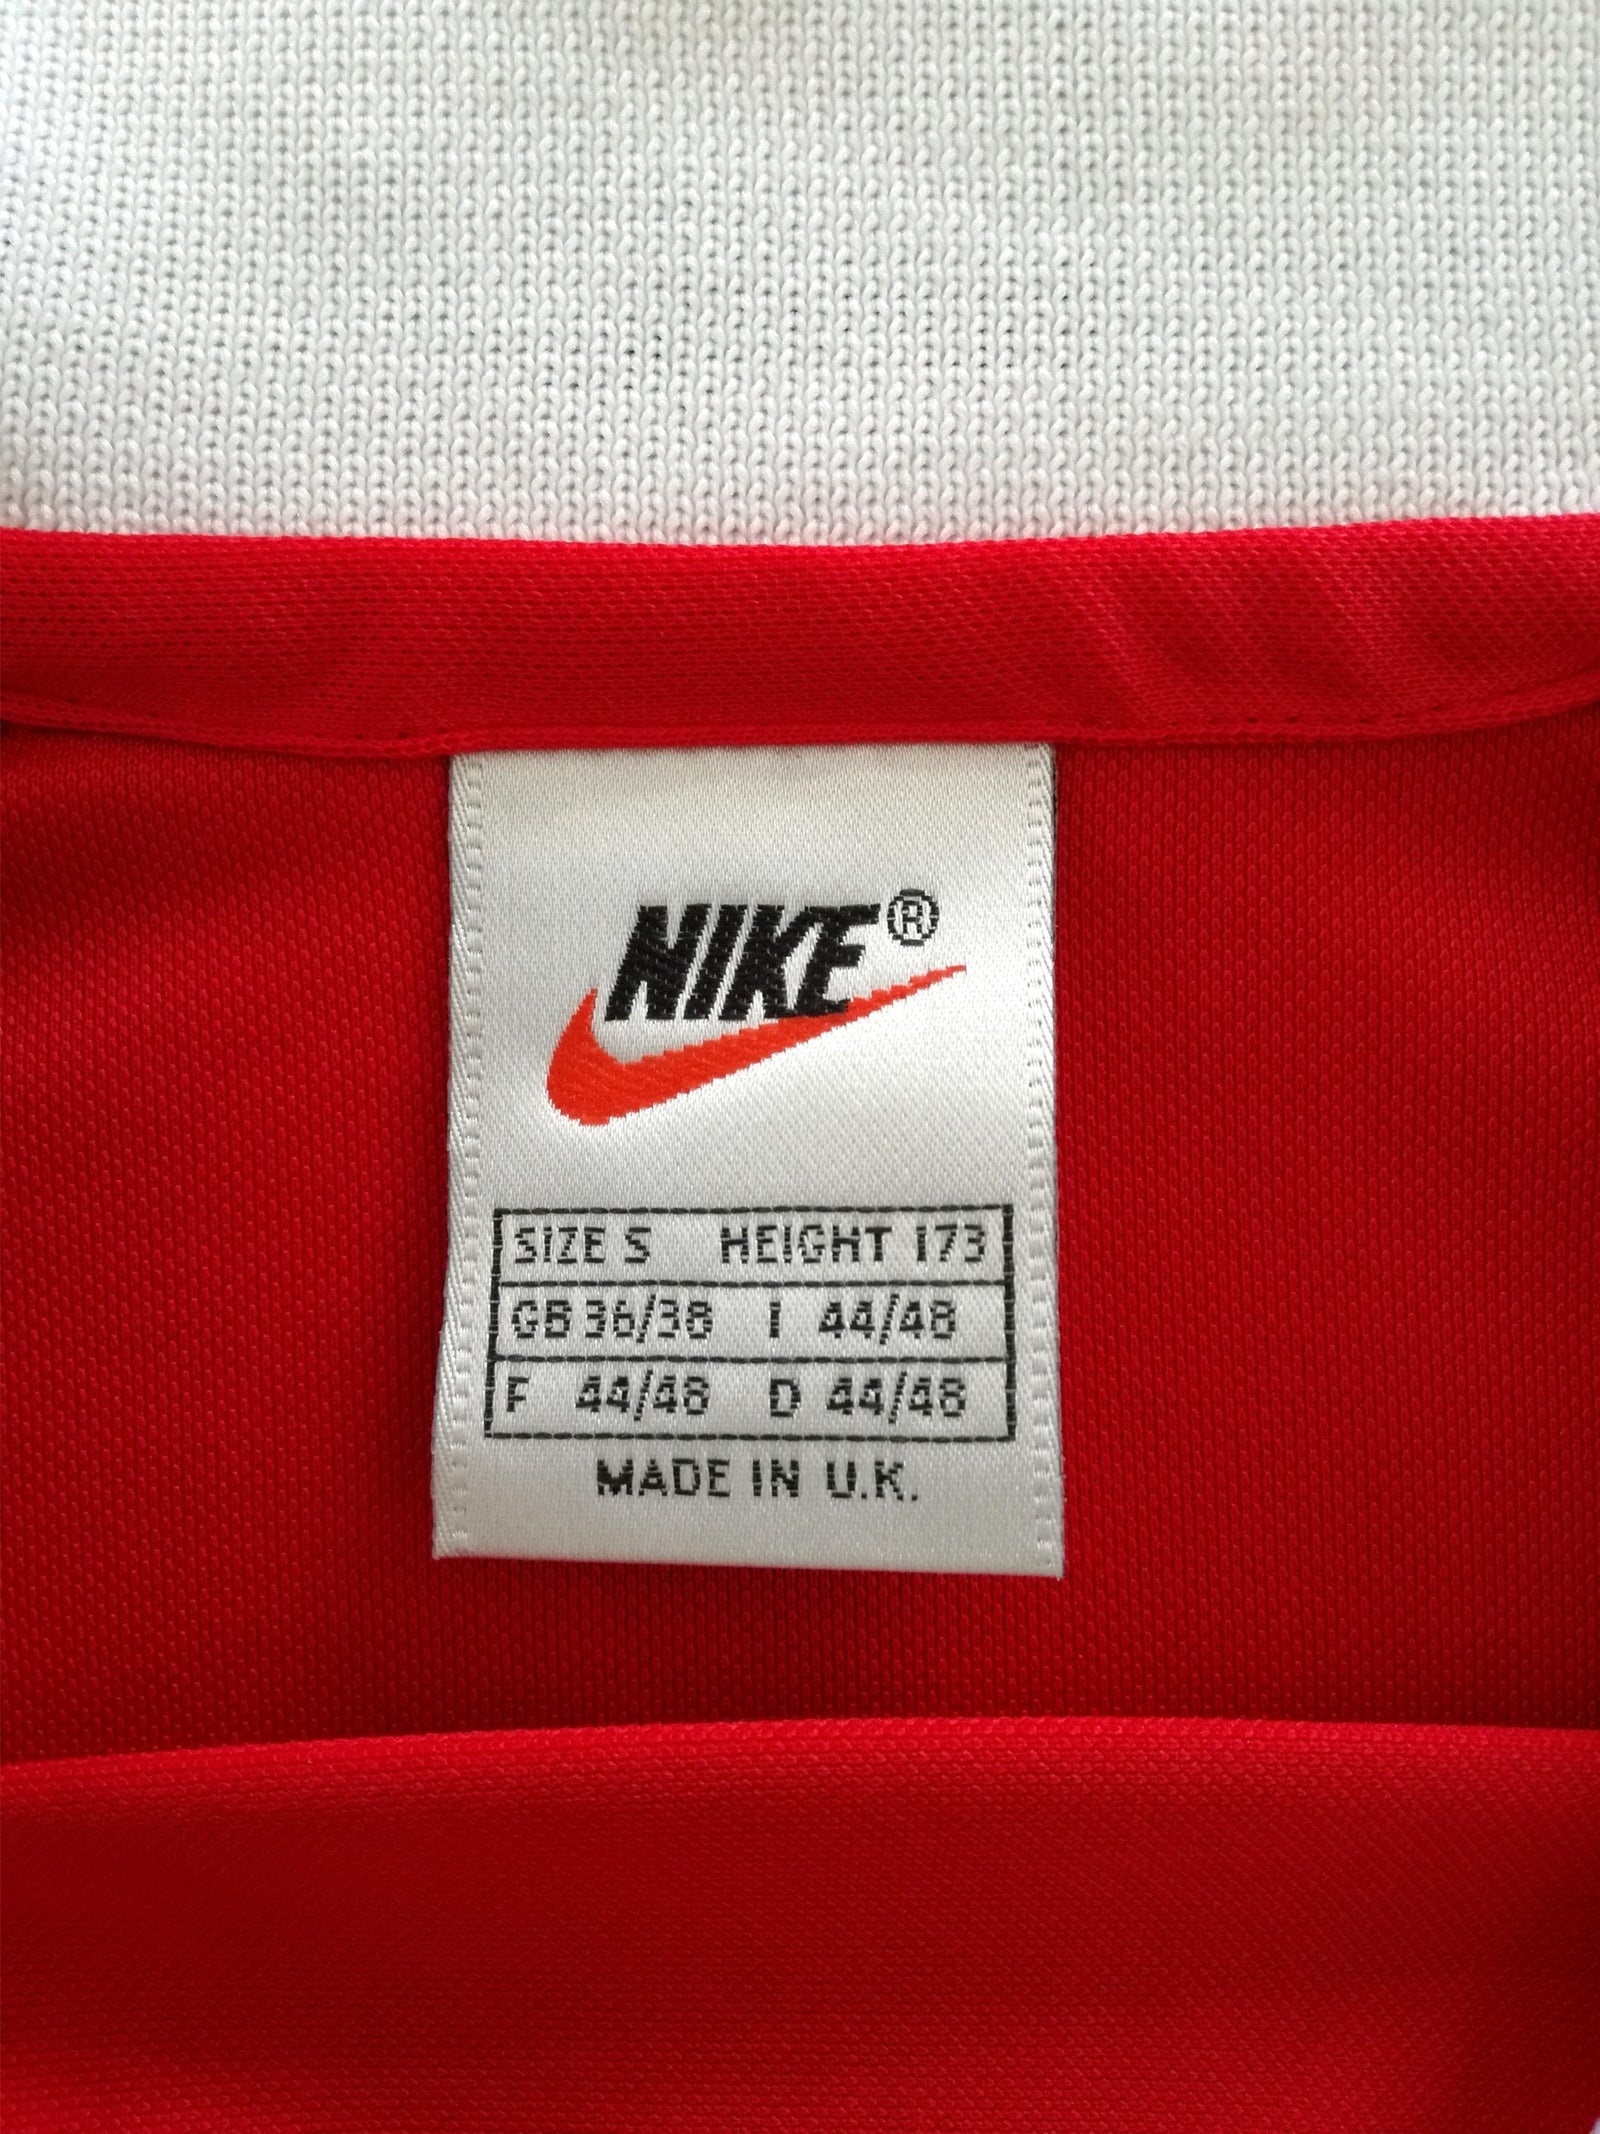 NIKE®
SIZE S HEIGHT 173
GB 36/38 I 44/48
F 44/48 D 44/48
MADE IN U.K.